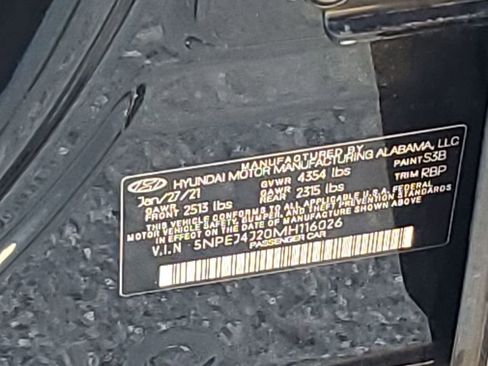 MANUFACTURED BY
HYUNDAI MOTOR MANUFACTURING ALABAMA, LLC
Jan/27/21 GVWR 4354 lbs PAINT S3B
GAWR FRONT 2513 lbs GAWR REAR 2315 lbs TRIM RBP
THIS VEHICLE CONFORMS TO ALL APPLICABLE U.S.A. FEDERAL
MOTOR VEHICLE SAFETY, BUMPER, AND THEFT PREVENTION STANDARDS
IN EFFECT ON THE DATE OF MANUFACTURE SHOWN ABOVE
V.I.N 5NPEJ4J20MH116026
PASSENGER CAR